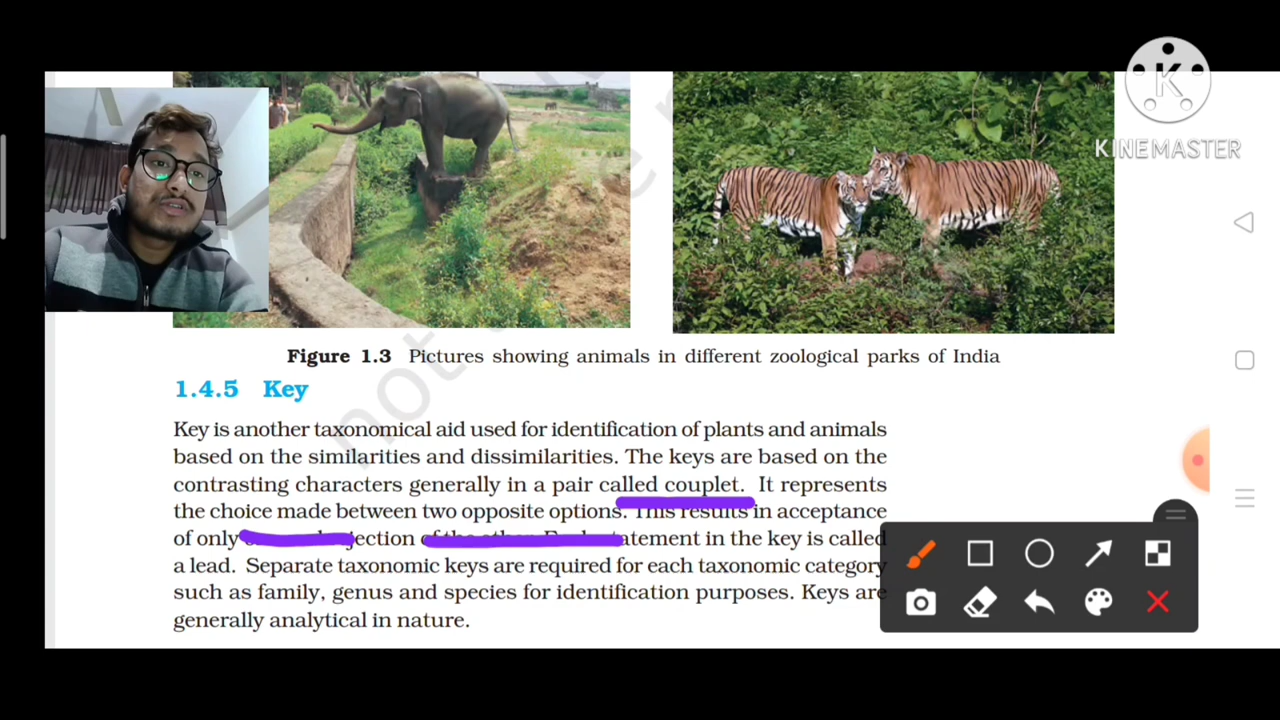 KINEMASTER
Figure 1.3 Pictures showing animals in different zoological parks of India
1.4.5 Key
Key is another taxonomical aid used for identification of plants and animals
based on the similarities and dissimilarities. The keys are based on the
contrasting characters generally in a pair called couplet. It represents
the choice made between two opposite options. This results in acceptance
of only jection atement in the key is called
a lead. Separate taxonomic keys are required for each taxonomic category
such as family, genus and species for identification purposes. Keys are
generally analytical in nature.
not